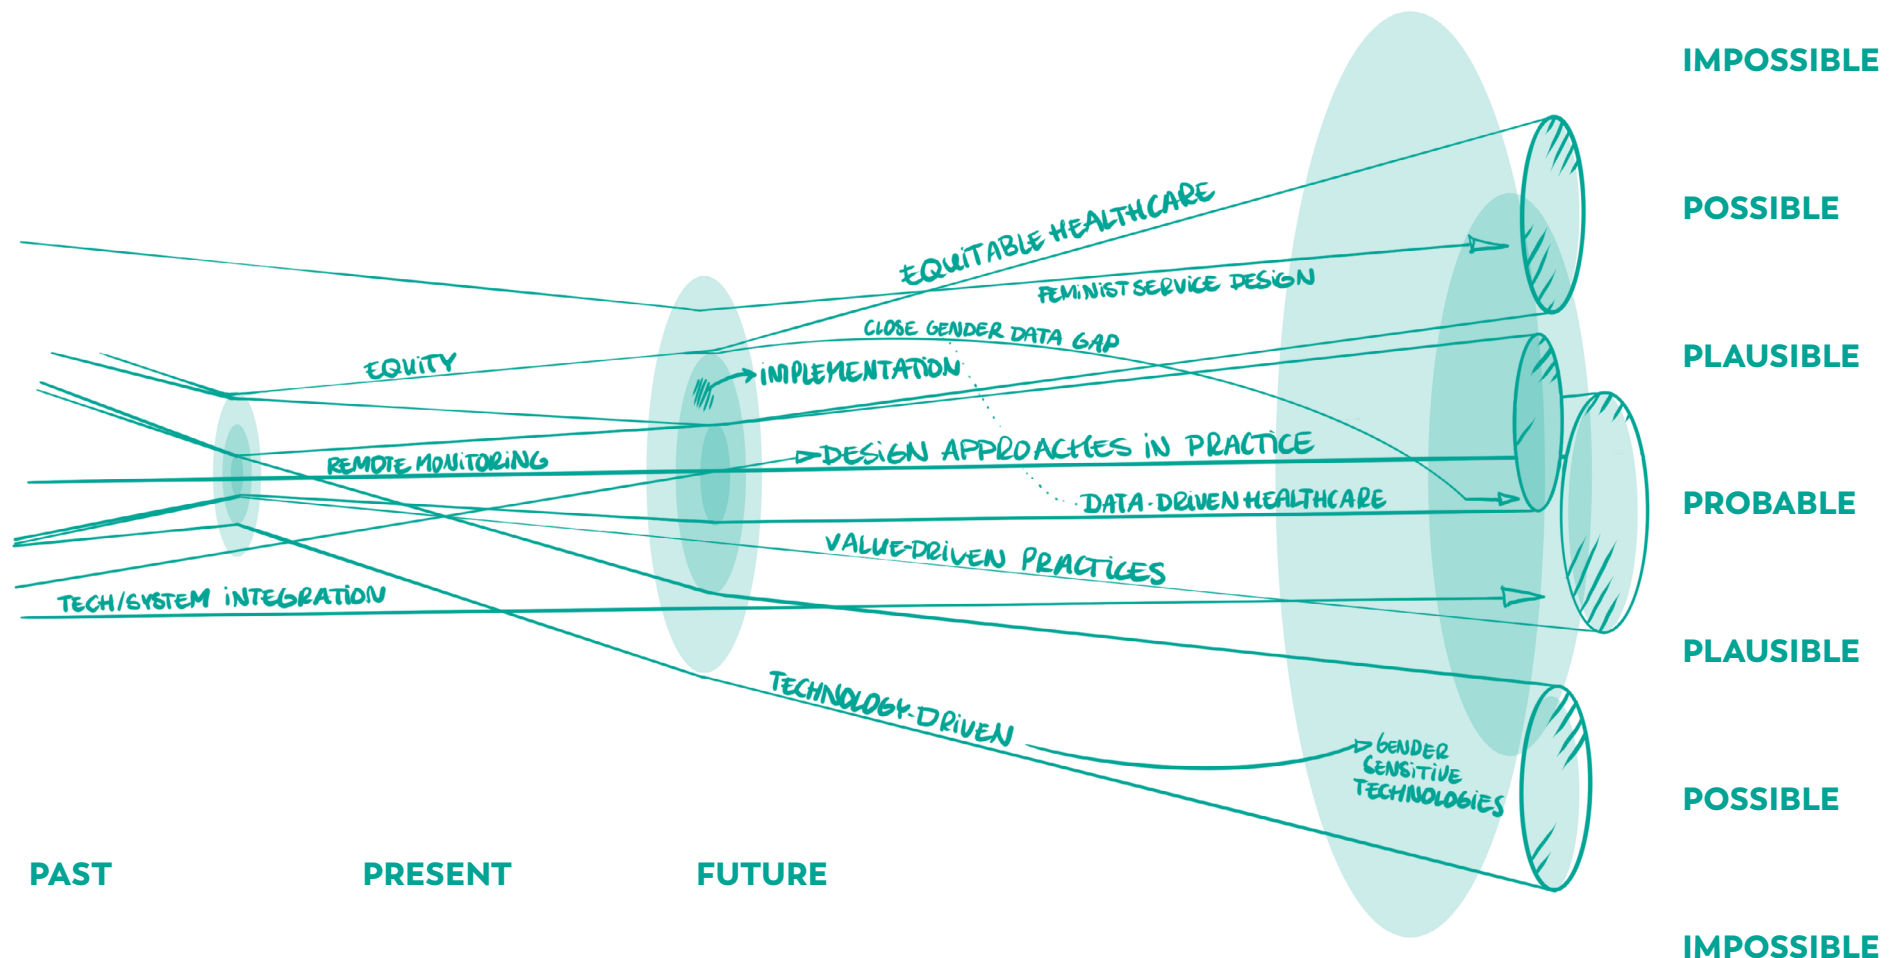 IMPOSSIBLE
POSSIBLE
EQUITABLE HEALTHCARE
FEMINIST SERVICE DESIGN
CLOSE GENDER DATA GAP
PLAUSIBLE
EQUITY
IMPLEMENTATION
DESIGN APPROACHES IN PRACTICE
REMOTE MONITORING
DATA-DRIVEN HEALTHCARE
PROBABLE
VALUE-DRIVEN PRACTICES
TECH/SYSTEM INTEGRATION
PLAUSIBLE
TECHNOLOGY-DRIVEN
GENDER
SENSITIVE
TECHNOLOGIES
POSSIBLE
PAST
PRESENT
FUTURE
IMPOSSIBLE